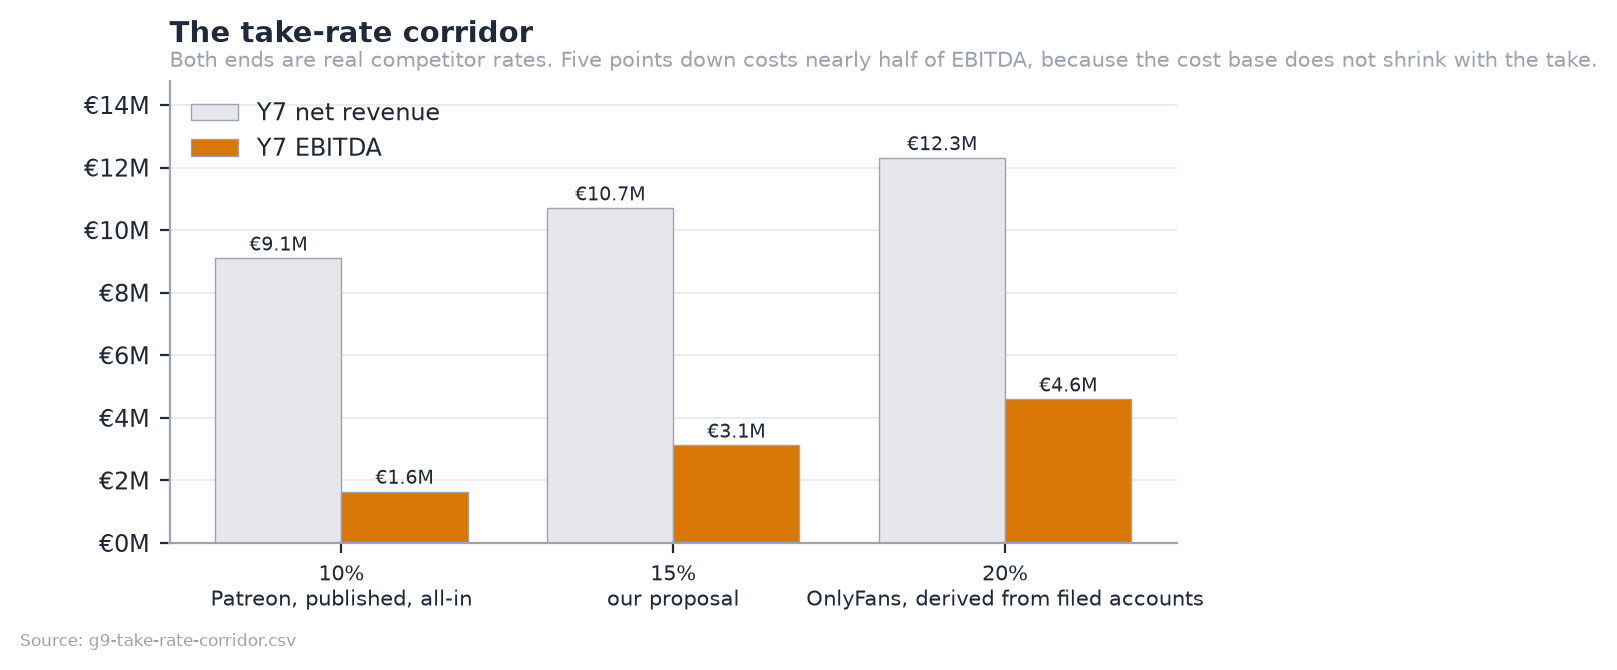 The take-rate corridor
Both ends are real competitor rates. Five points down costs nearly half of EBITDA, because the cost base does not shrink with the take.
€14M
€12M
€10M
€8M
€6M
€4M
€2M
€0M
Y7 net revenue
Y7 EBITDA
€9.1M
€1.6M
€10.7M
€3.1M
€12.3M
€4.6M
10%
Patreon, published, all-in
15%
our proposal
20%
OnlyFans, derived from filed accounts
Source: g9-take-rate-corridor.csv